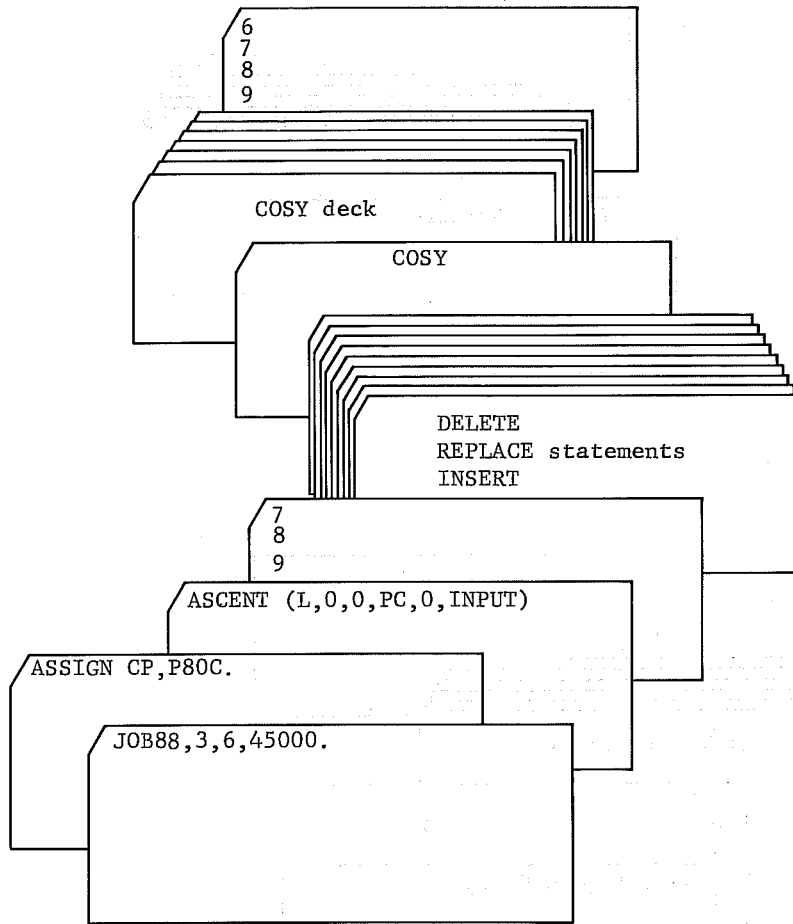 6
7
8
9
COSY deck
COSY
DELETE
REPLACE statements
INSERT
7
8
9
ASCENT (L,0,0,PC,0,INPUT)
ASSIGN CP,P80C.
JOB88,3,6,45000.